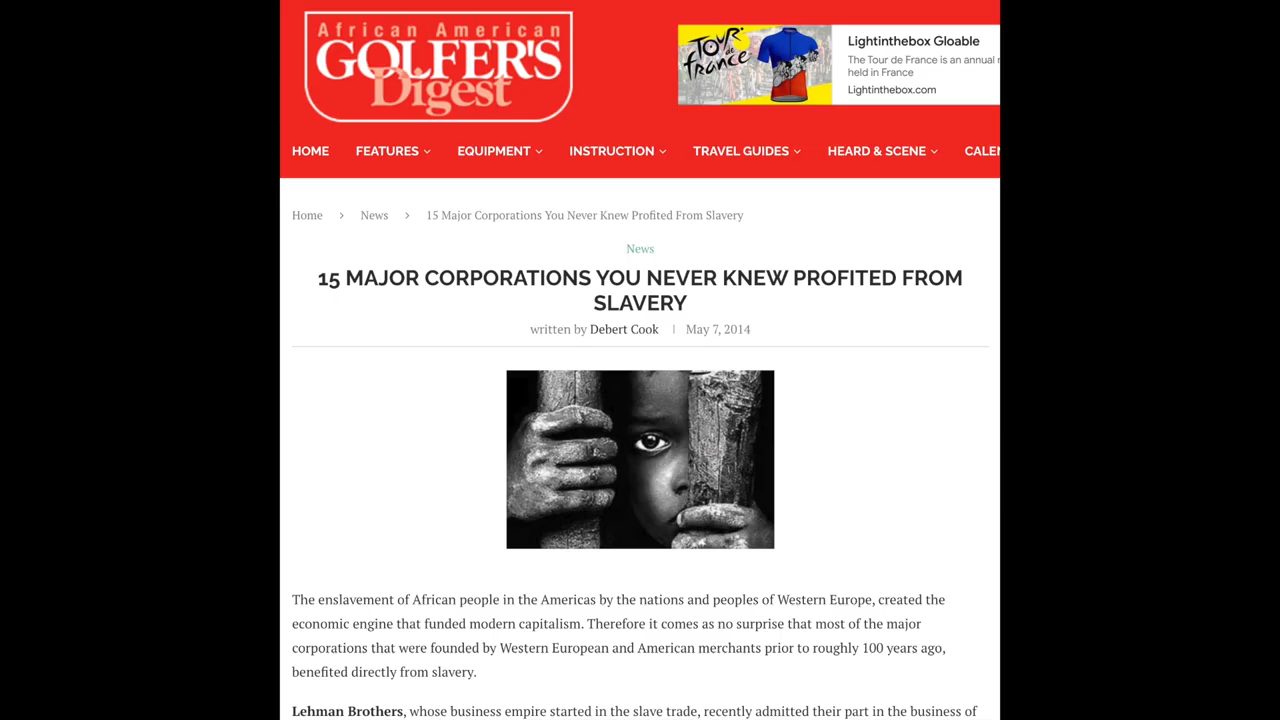 African American
GOLFER'S
Digest
TOUR
de
france
Lightinthebox Gloable
The Tour de France is an annual
held in France
Lightinthebox.com
HOME FEATURES EQUIPMENT INSTRUCTION TRAVEL GUIDES HEARD & SCENE CALEN
Home > News > 15 Major Corporations You Never Knew Profited From Slavery
News
15 MAJOR CORPORATIONS YOU NEVER KNEW PROFITED FROM
SLAVERY
written by Debert Cook | May 7, 2014
The enslavement of African people in the Americas by the nations and peoples of Western Europe, created the
economic engine that funded modern capitalism. Therefore it comes as no surprise that most of the major
corporations that were founded by Western European and American merchants prior to roughly 100 years ago,
benefited directly from slavery.
Lehman Brothers, whose business empire started in the slave trade, recently admitted their part in the business of